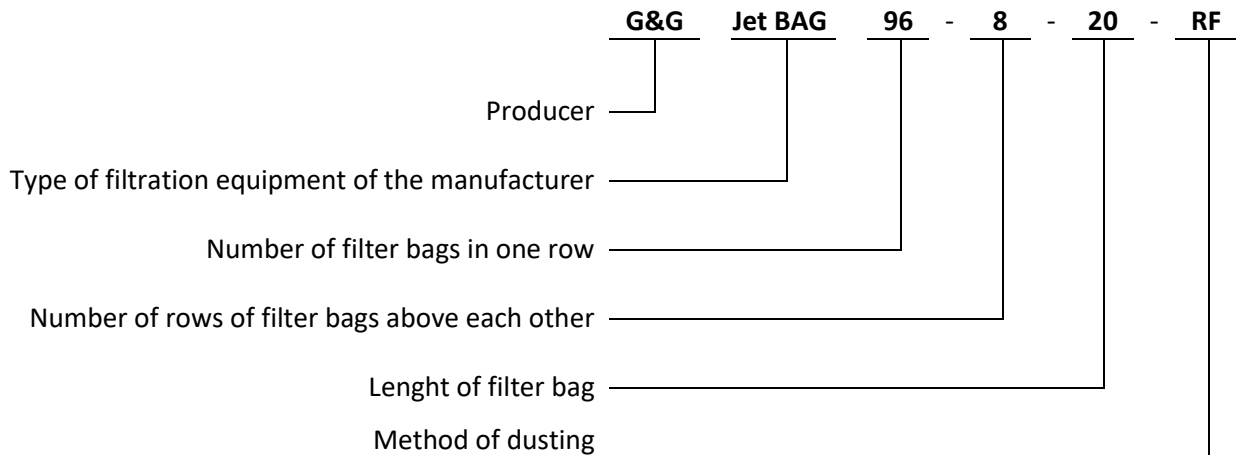 G&G Jet BAG 96 - 8 - 20 - RF
Producer
Type of filtration equipment of the manufacturer
Number of filter bags in one row
Number of rows of filter bags above each other
Lenght of filter bag
Method of dusting